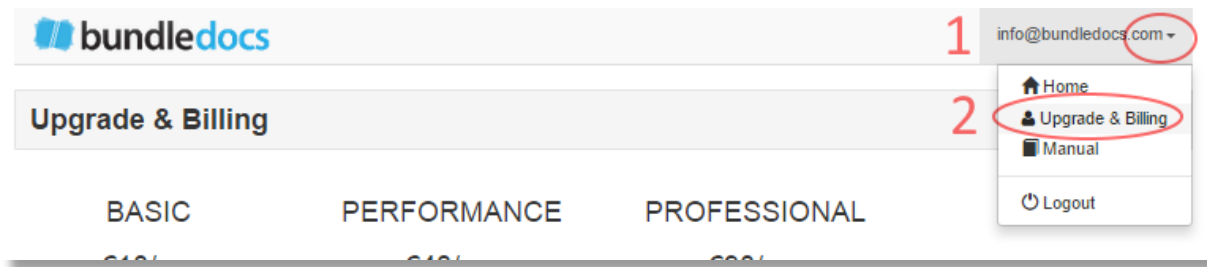 bundledocs
1
info@bundledocs.com
Home
2
Upgrade & Billing
Manual
Logout
Upgrade & Billing
BASIC PERFORMANCE PROFESSIONAL